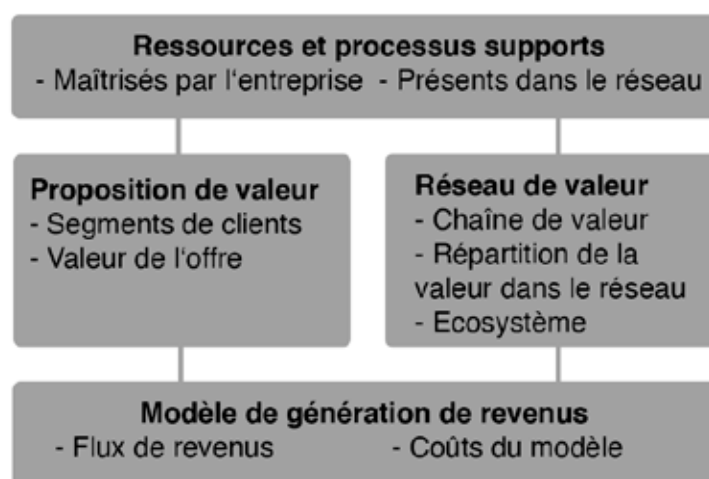 Ressources et processus supports
- Maîtrisés par l'entreprise - Présents dans le réseau
Proposition de valeur
- Segments de clients
- Valeur de l'offre
Réseau de valeur
- Chaîne de valeur
- Répartition de la
valeur dans le réseau
- Ecosystème
Modèle de génération de revenus
- Flux de revenus - Coûts du modèle